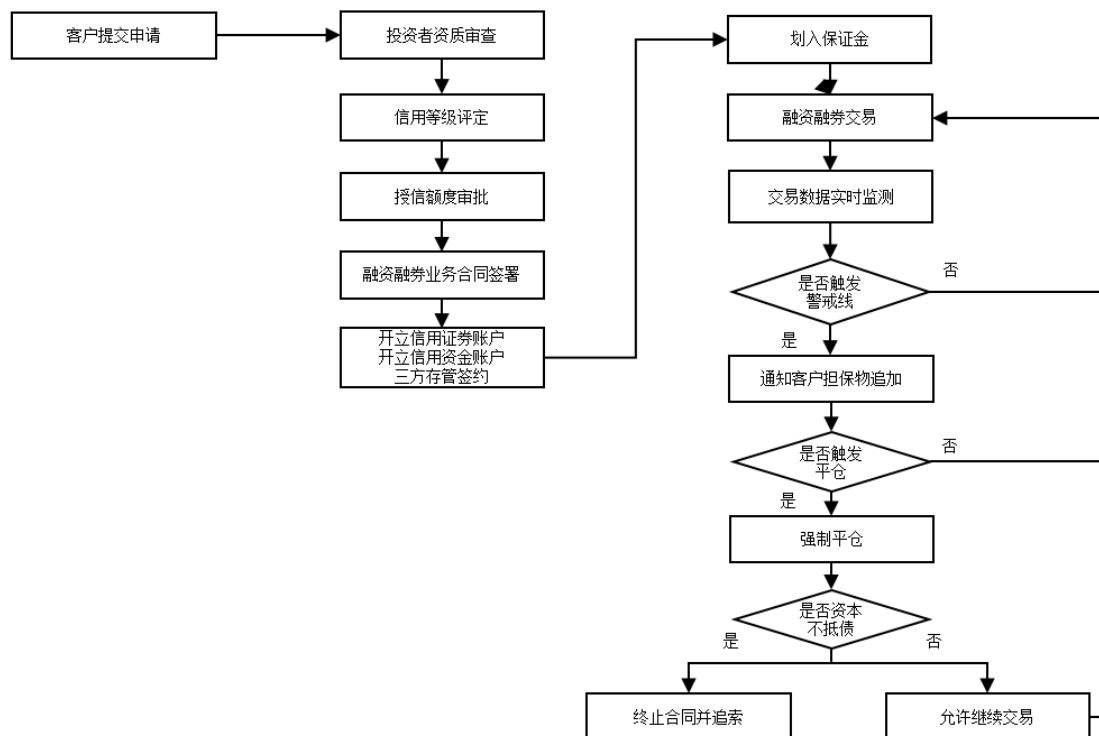 客户提交申请
投资者资质审查
信用等级评定
授信额度审批
融资融券业务合同签署
开立信用证券账户
开立信用资金账户
三方存管签约
划入保证金
融资融券交易
交易数据实时监测
是否触发
警戒线
否
是
通知客户担保物追加
是否触发
平仓
否
是
强制平仓
是否资本
不抵债
是
否
终止合同并追索
允许继续交易